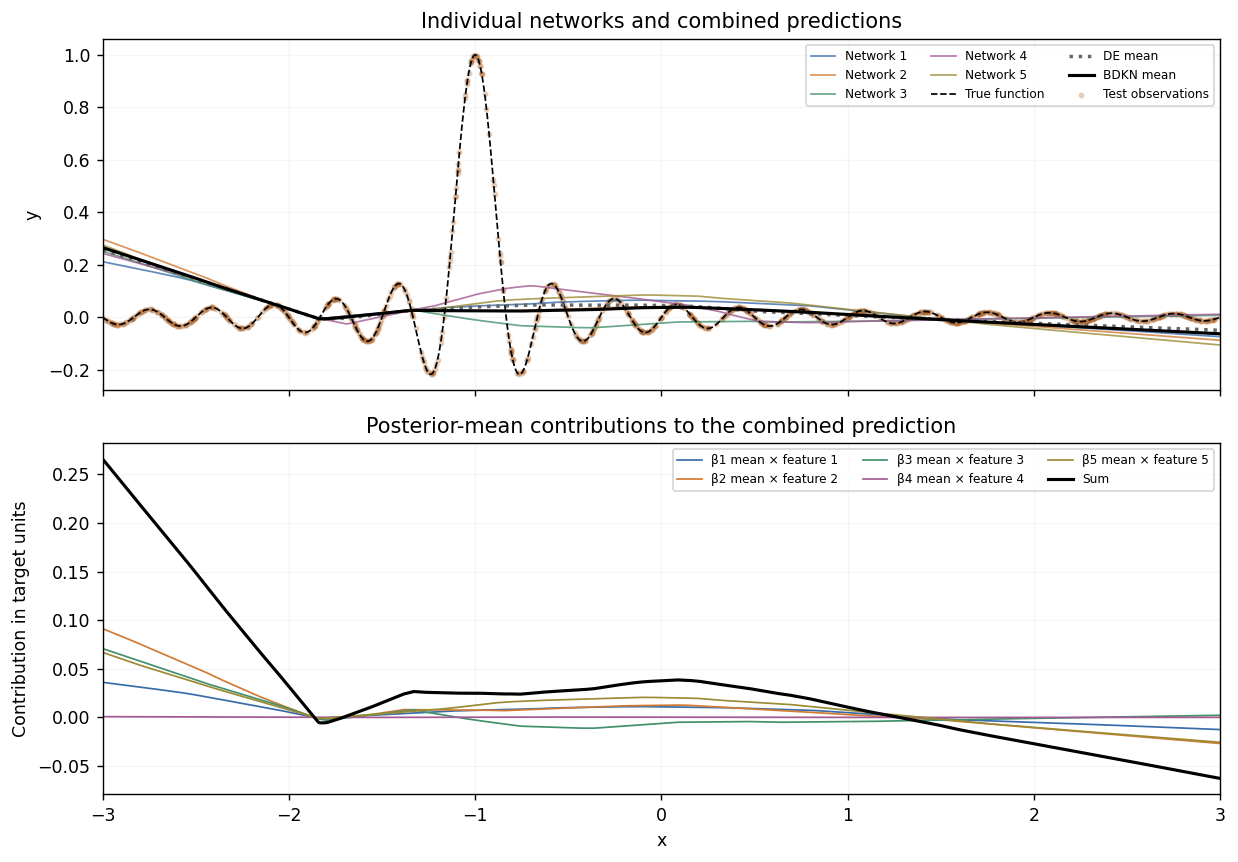 Individual networks and combined predictions
Network 1 Network 4 DE mean
Network 2 Network 5 BDKN mean
Network 3 True function Test observations
1.0
0.8
0.6
0.4
0.2
0.0
−0.2
y
Posterior-mean contributions to the combined prediction
β1 mean × feature 1 β3 mean × feature 3 β5 mean × feature 5
β2 mean × feature 2 β4 mean × feature 4 Sum
0.25
0.20
0.15
0.10
0.05
0.00
−0.05
Contribution in target units
−3 −2 −1 0 1 2 3
x